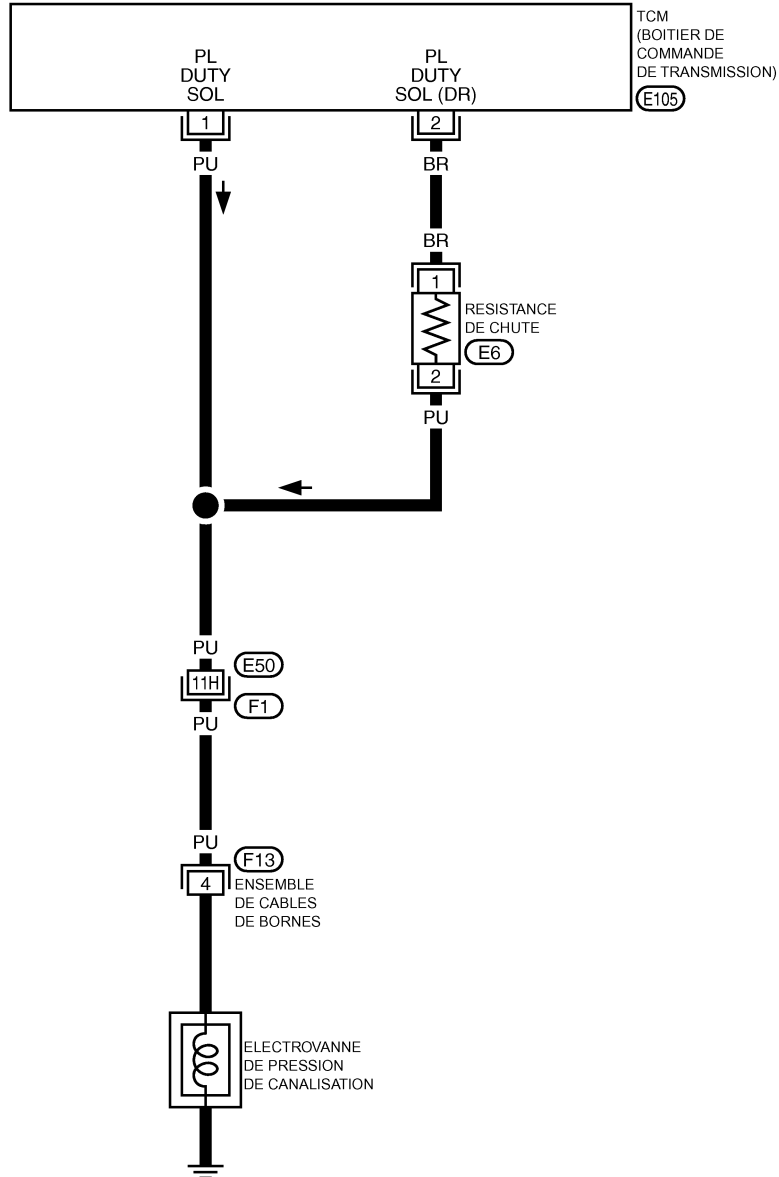 TCM
(BOITIER DE
COMMANDE
DE TRANSMISSION)
E105
PL
DUTY
SOL
PL
DUTY
SOL (DR)
1
2
PU
BR
BR
1
RESISTANCE
DE CHUTE
E6
2
PU
PU
E50
11H
F1
PU
PU
F13
4
ENSEMBLE
DE CABLES
DE BORNES
ELECTROVANNE
DE PRESSION
DE CANALISATION